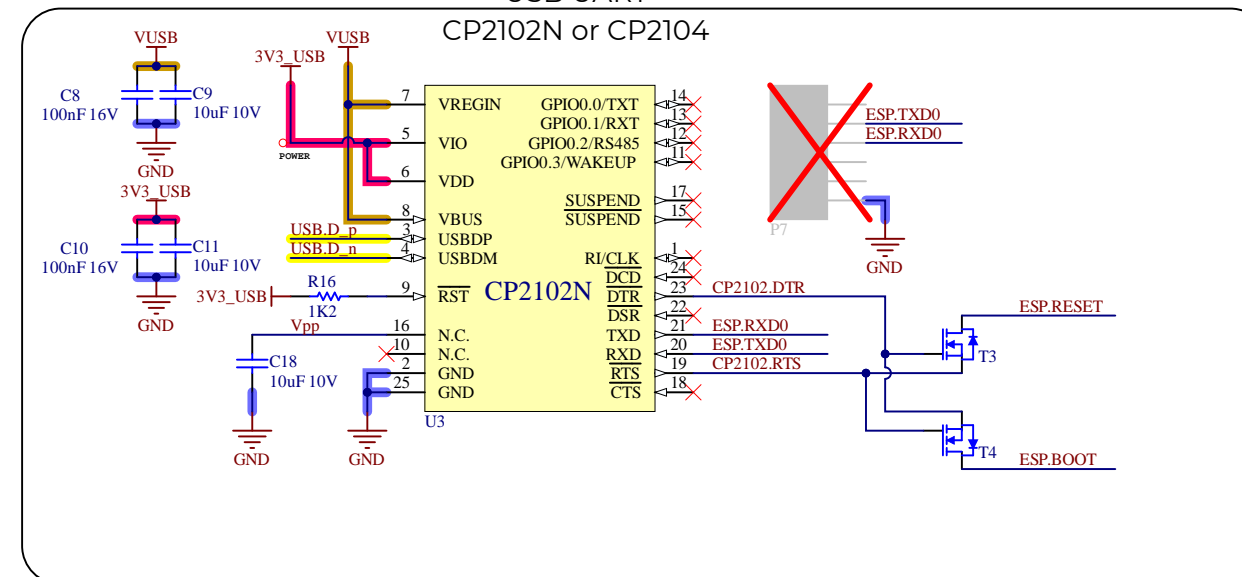 CP2102N or CP2104
VUSB
C8
100nF 16V
C9
10uF 10V
GND
3V3_USB
C10
100nF 16V
C11
10uF 10V
GND
3V3_USB
VUSB
POWER
USB.D_p
USB.D_n
3V3_USB
R16
1K2
Vpp
C18
10uF 10V
GND
GND
7 VREGIN
5 VIO
6 VDD
8 VBUS
3 USBDP
4 USBDM
9 RST
16 N.C.
10 N.C.
2 GND
25 GND
CP2102N
U3
GPIO0.0/TXT 14
GPIO0.1/RXT 13
GPIO0.2/RS485 12
GPIO0.3/WAKEUP 11
SUSPEND 17
SUSPEND 15
RI/CLK 1
DCD 24
DTR 23 CP2102.DTR
DSR 22
TXD 21 ESP.RXD0
RXD 20 ESP.TXD0
RTS 19 CP2102.RTS
CTS 18
ESP.TXD0
ESP.RXD0
P7
GND
ESP.RESET
T3
T4
ESP.BOOT